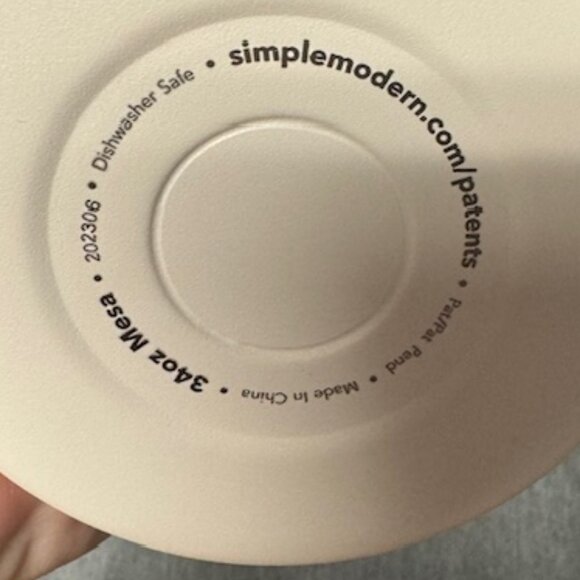 simplemodern.com/patents • Pat/Pat Pend • Made In China • 34oz Mesa • 202306 • Dishwasher Safe •